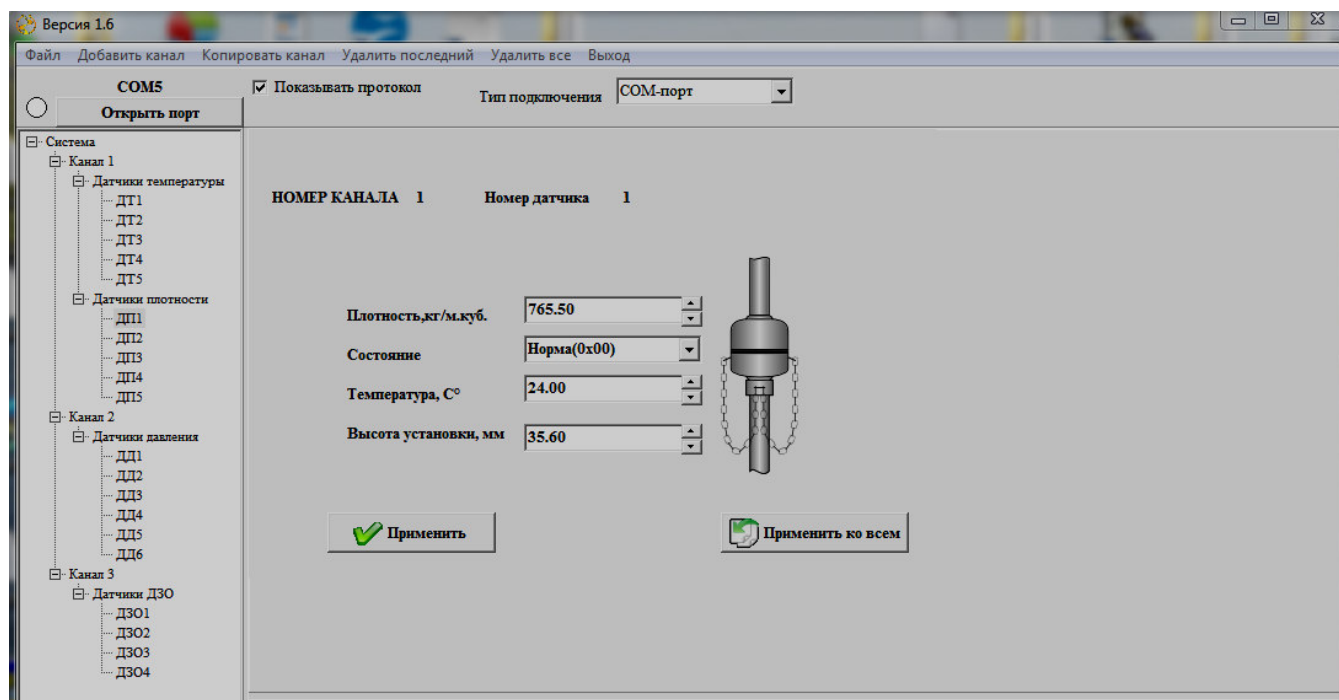 Версия 1.6
Файл Добавить канал Копировать канал Удалить последний Удалить все Выход
COM5
Открыть порт
Показывать протокол
Тип подключения
COM-порт
Система
Канал 1
Датчики температуры
ДТ1
ДТ2
ДТ3
ДТ4
ДТ5
Датчики плотности
ДП1
ДП2
ДП3
ДП4
ДП5
Канал 2
Датчики давления
ДД1
ДД2
ДД3
ДД4
ДД5
ДД6
Канал 3
Датчики ДЗО
ДЗО1
ДЗО2
ДЗО3
ДЗО4
НОМЕР КАНАЛА 1 Номер датчика 1
Плотность,кг/м.куб. 765.50
Состояние Норма(0x00)
Температура, C° 24.00
Высота установки, мм 35.60
Применить
Применить ко всем